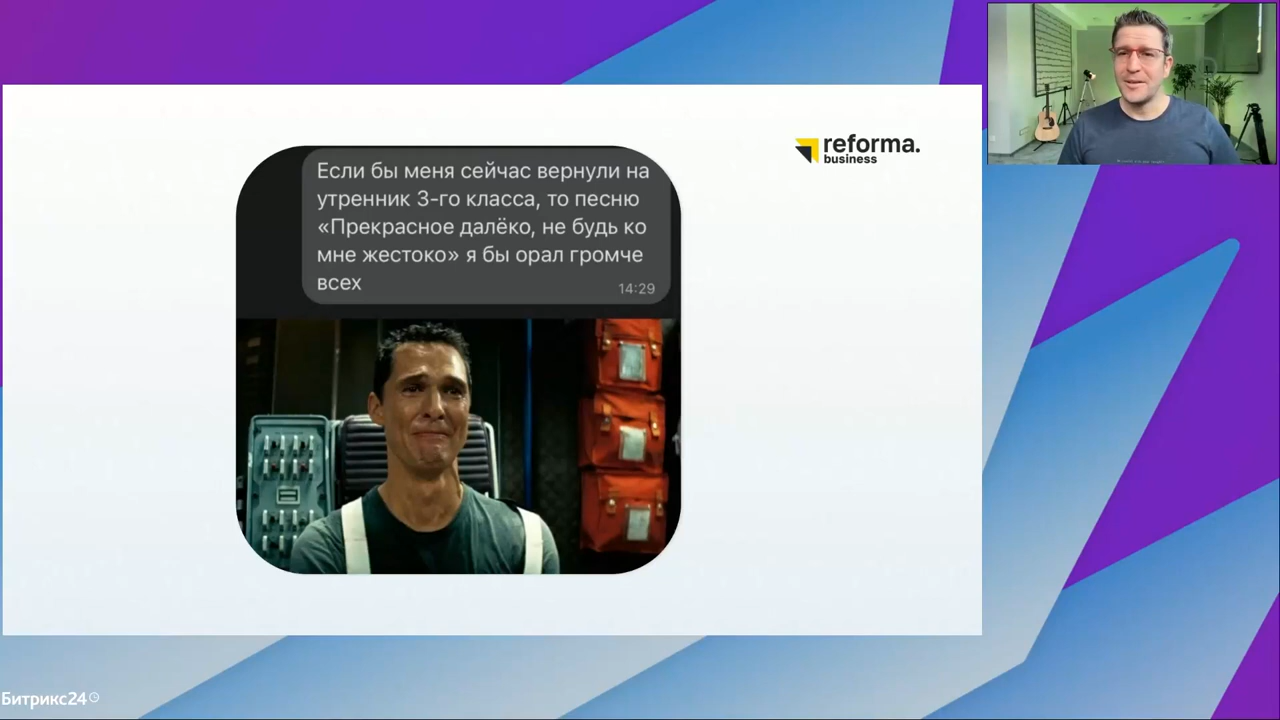 reforma.
business
Если бы меня сейчас вернули на
утренник 3-го класса, то песню
«Прекрасное далёко, не будь ко
мне жестоко» я бы орал громче
всех
14:29
Битрикс24